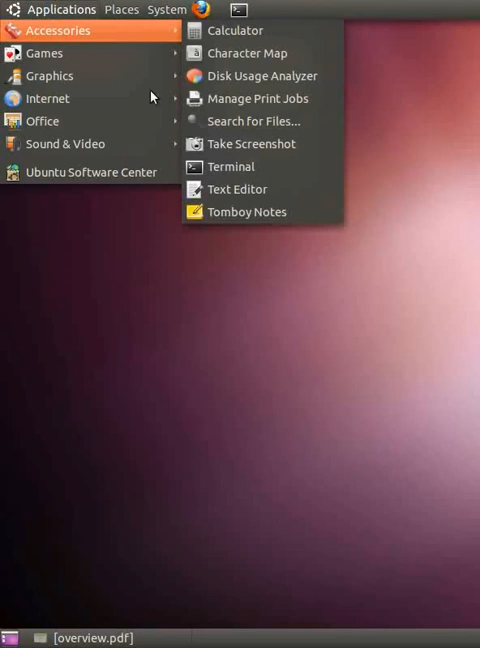 Applications Places System
Accessories
Games
Graphics
Internet
Office
Sound & Video
Ubuntu Software Center
Calculator
Character Map
Disk Usage Analyzer
Manage Print Jobs
Search for Files...
Take Screenshot
Terminal
Text Editor
Tomboy Notes
[overview.pdf]